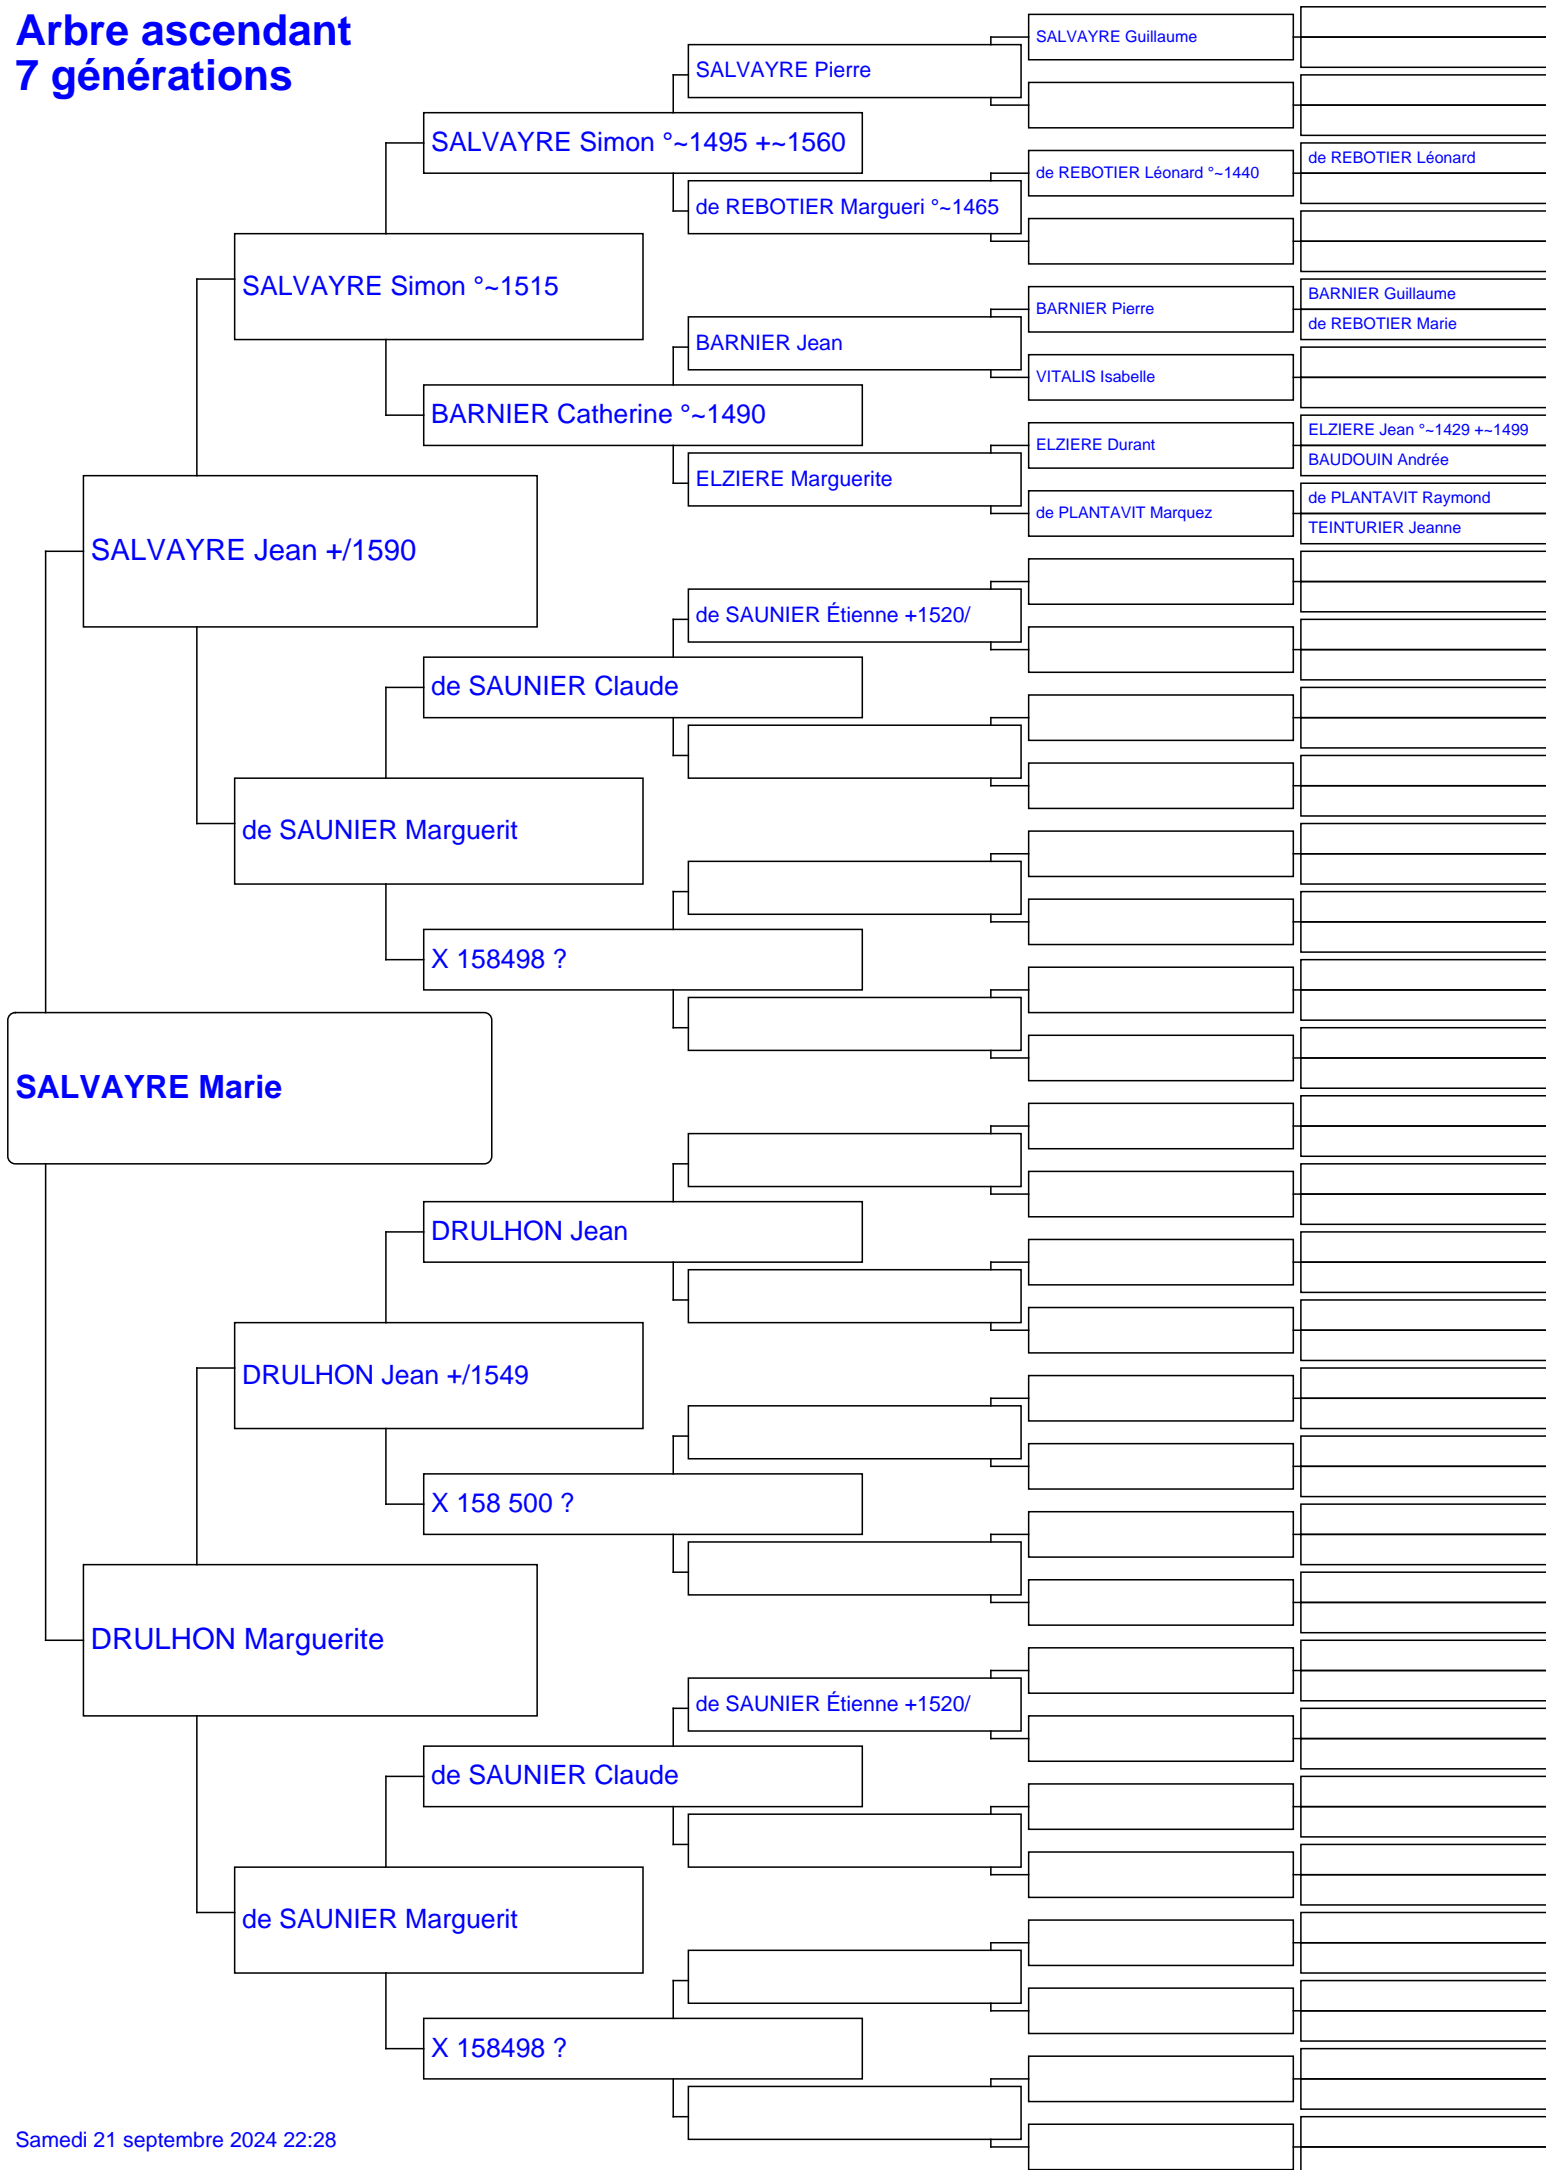 Arbre ascendant
7 générations
SALVAYRE Guillaume
SALVAYRE Pierre
SALVAYRE Simon °~1495 +~1560
de REBOTIER Léonard
de REBOTIER Léonard °~1440
de REBOTIER Margueri °~1465
SALVAYRE Simon °~1515
BARNIER Guillaume
BARNIER Pierre
de REBOTIER Marie
BARNIER Jean
VITALIS Isabelle
BARNIER Catherine °~1490
ELZIERE Jean °~1429 +~1499
ELZIERE Durant
BAUDOUIN Andrée
ELZIERE Marguerite
de PLANTAVIT Raymond
de PLANTAVIT Marquez
TEINTURIER Jeanne
SALVAYRE Jean +/1590
de SAUNIER Étienne +1520/
de SAUNIER Claude
de SAUNIER Marguerit
X 158498 ?
SALVAYRE Marie
DRULHON Jean
DRULHON Jean +/1549
X 158 500 ?
DRULHON Marguerite
de SAUNIER Étienne +1520/
de SAUNIER Claude
de SAUNIER Marguerit
X 158498 ?
Samedi 21 septembre 2024 22:28